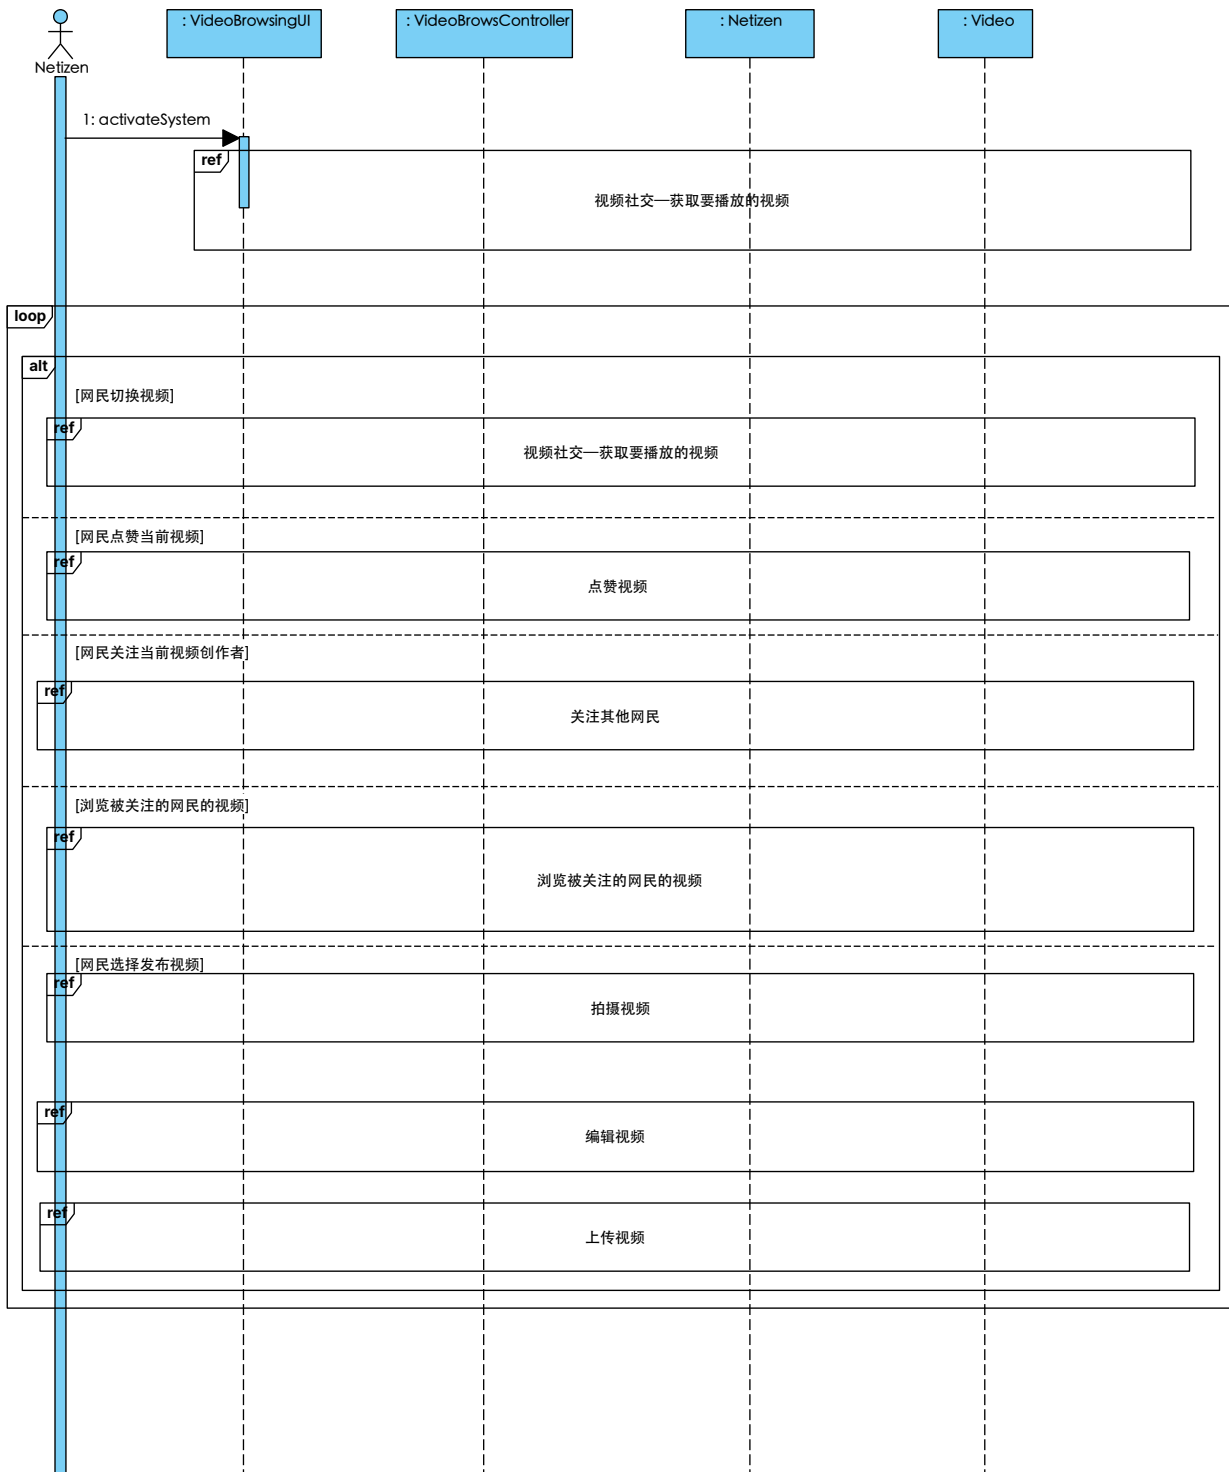 : VideoBrowsingUI
: VideoBrowsController
: Netizen
: Video
Netizen
1: activateSystem
ref
视频社交—获取要播放的视频
loop
alt
[网民切换视频]
ref
视频社交—获取要播放的视频
[网民点赞当前视频]
ref
点赞视频
[网民关注当前视频创作者]
ref
关注其他网民
[浏览被关注的网民的视频]
ref
浏览被关注的网民的视频
[网民选择发布视频]
ref
拍摄视频
ref
编辑视频
ref
上传视频